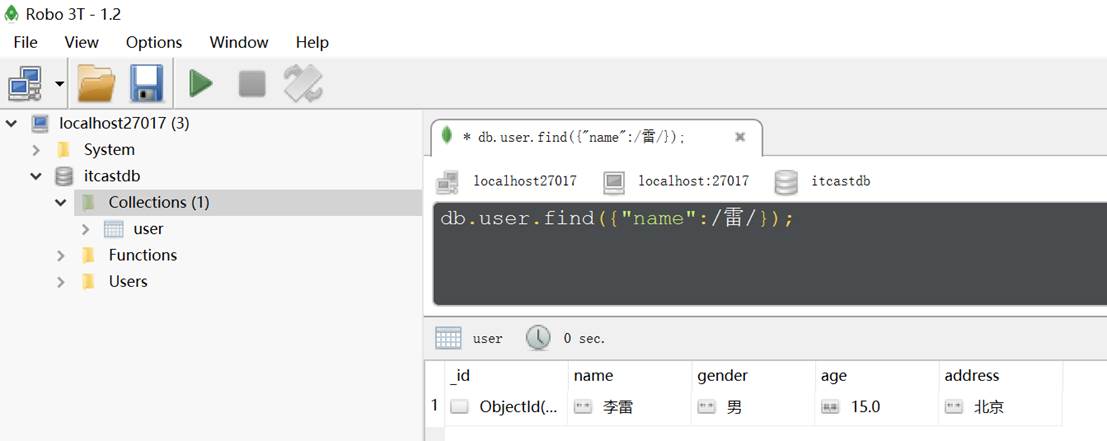 Robo 3T - 1.2
File View Options Window Help
localhost27017 (3)
System
itcastdb
Collections (1)
user
Functions
Users
* db.user.find({"name":/雷/});
localhost27017 localhost:27017 itcastdb
db.user.find({"name":/雷/});
user 0 sec.
_id name gender age address
1 ObjectId(... 李雷 男 15.0 北京